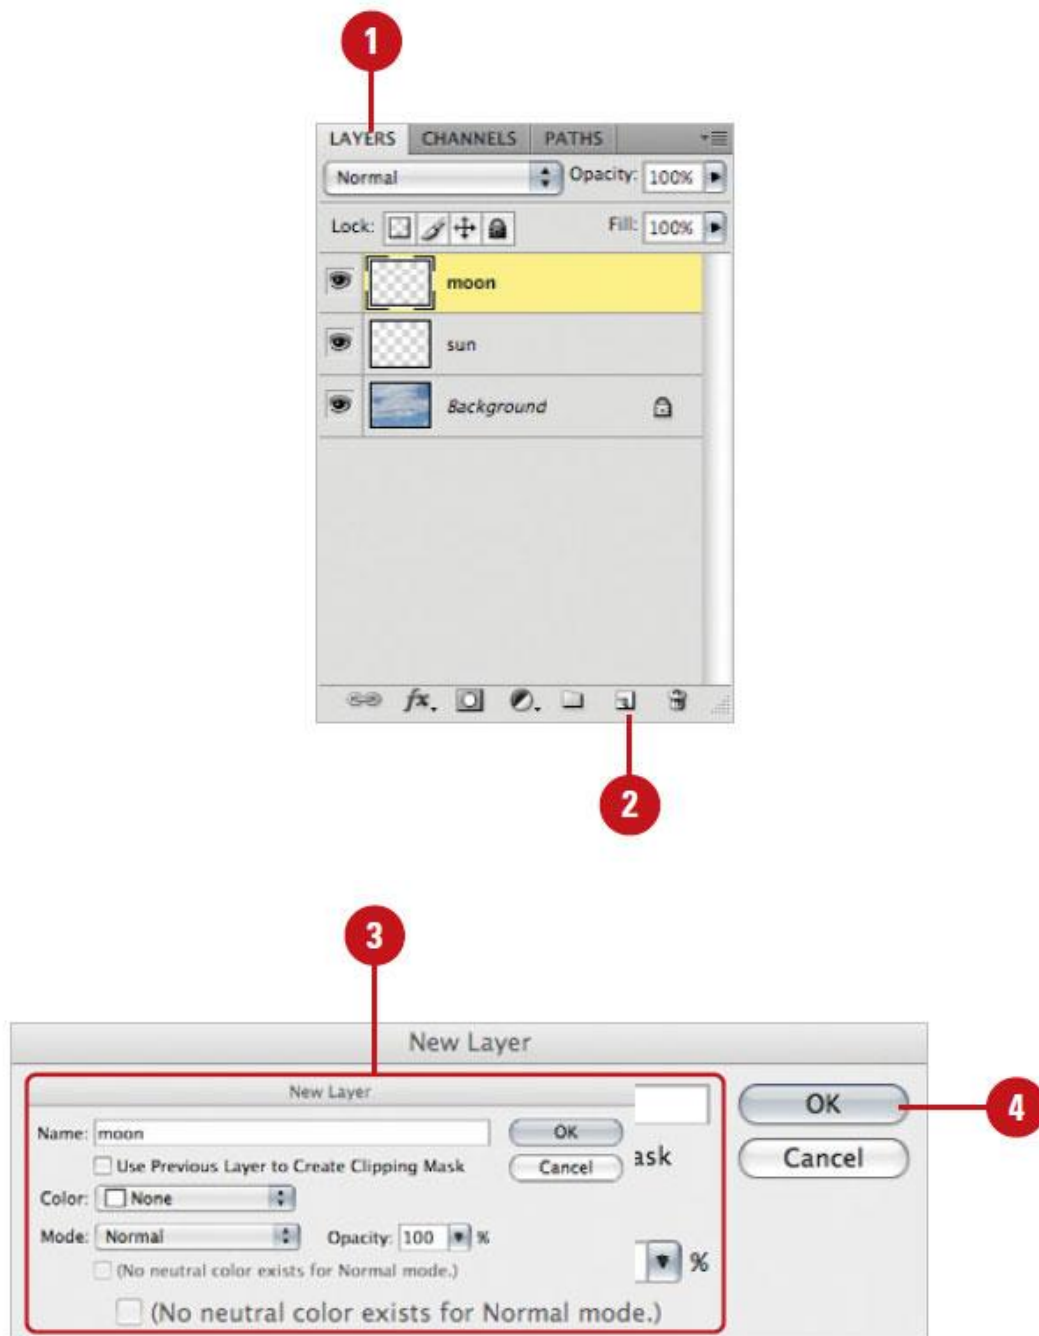 1
LAYERS CHANNELS PATHS
Normal Opacity: 100%
Lock: Fill: 100%
moon
sun
Background
fx.
2
3
New Layer
New Layer
Name: moon OK
Use Previous Layer to Create Clipping Mask Cancel
Color: None
Mode: Normal Opacity: 100 %
(No neutral color exists for Normal mode.)
ask
%
(No neutral color exists for Normal mode.)
OK
4
Cancel